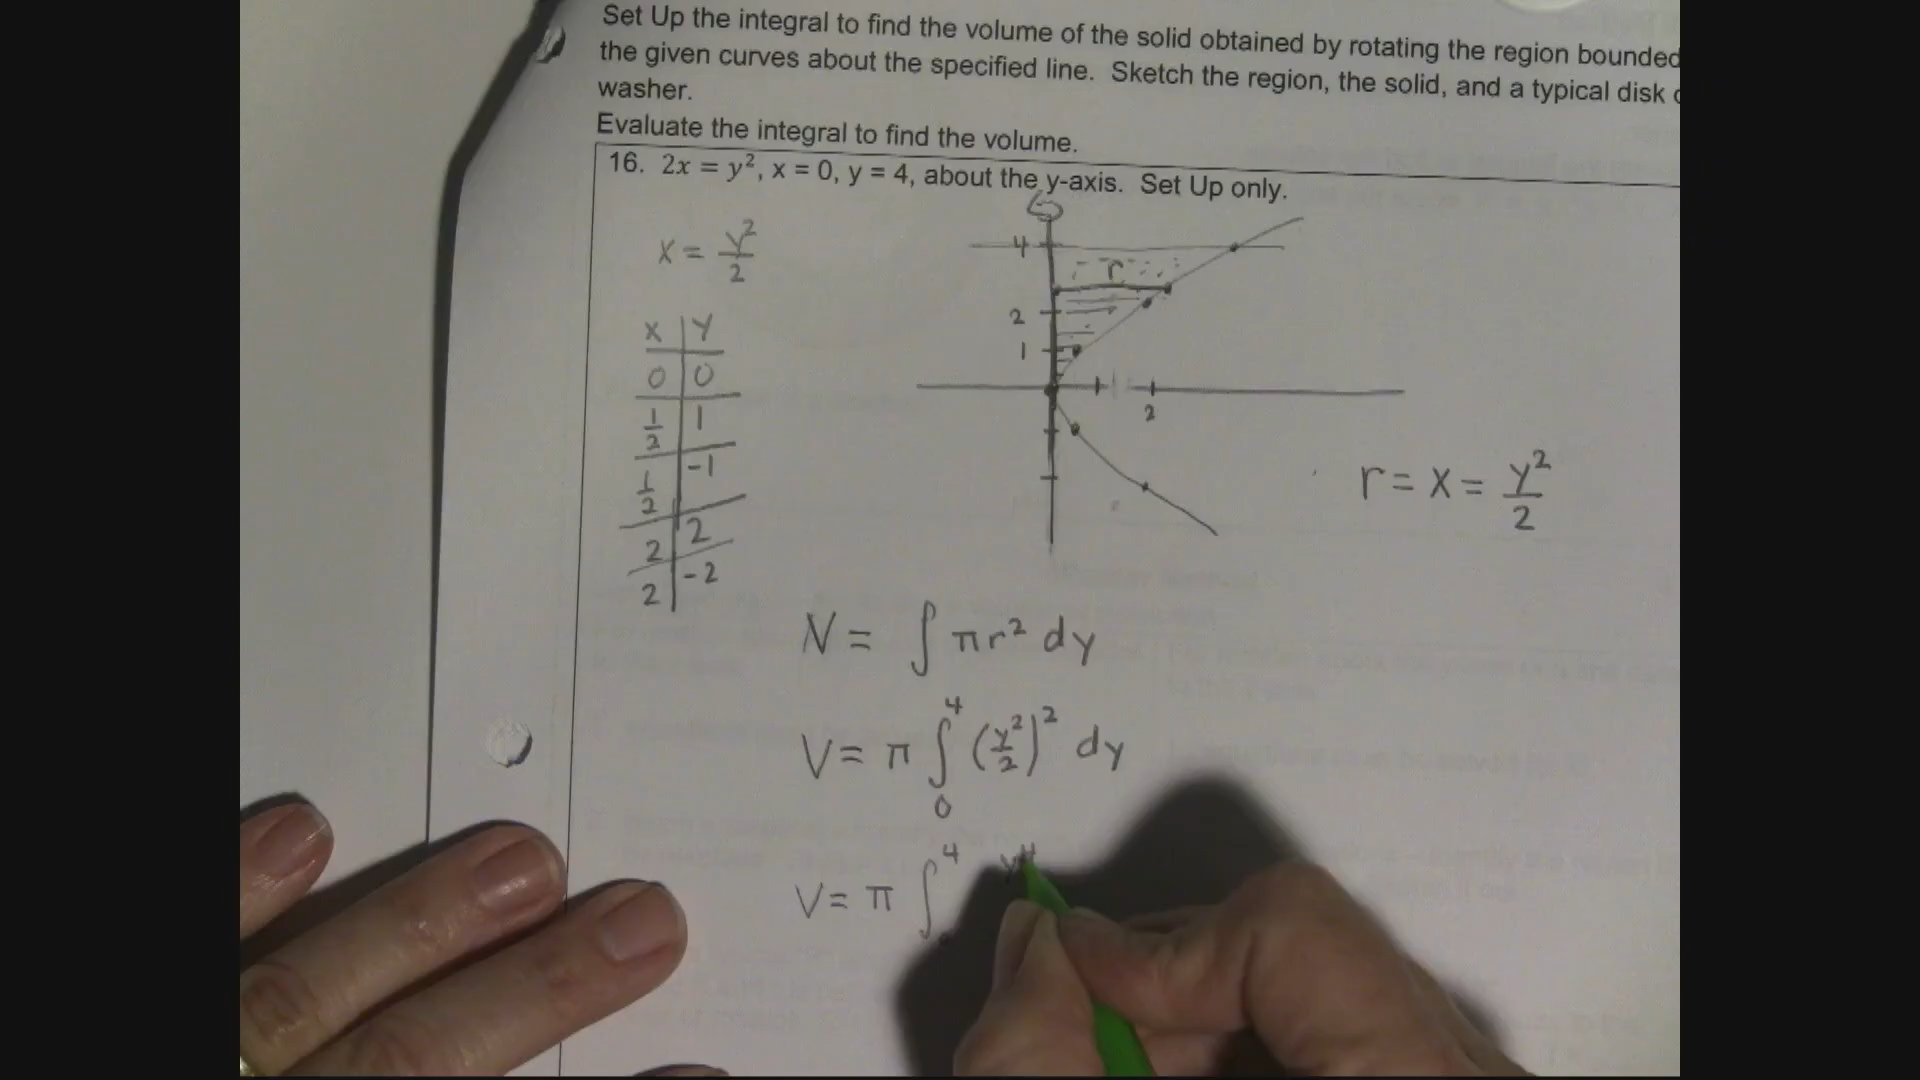 Set Up the integral to find the volume of the solid obtained by rotating the region bounded
the given curves about the specified line. Sketch the region, the solid, and a typical disk
washer.
Evaluate the integral to find the volume.
16. 2x = y², x = 0, y = 4, about the y-axis. Set Up only.
x = y²/2
x | y
0 | 0
1/2 | 1
1/2 | -1
2 | 2
2 | -2
4
r
2
1
2
r = x = y²/2
V = ∫ πr² dy
V = π ∫₀⁴ (y²/2)² dy
V = π ∫⁴ y⁴